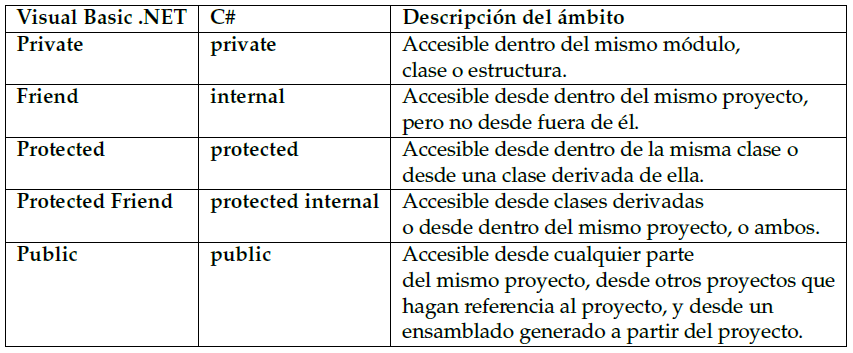 Visual Basic .NET C# Descripción del ámbito
Private private Accesible dentro del mismo módulo,
clase o estructura.
Friend internal Accesible desde dentro del mismo proyecto,
pero no desde fuera de él.
Protected protected Accesible desde dentro de la misma clase o
desde una clase derivada de ella.
Protected Friend protected internal Accesible desde clases derivadas
o desde dentro del mismo proyecto, o ambos.
Public public Accesible desde cualquier parte
del mismo proyecto, desde otros proyectos que
hagan referencia al proyecto, y desde un
ensamblado generado a partir del proyecto.